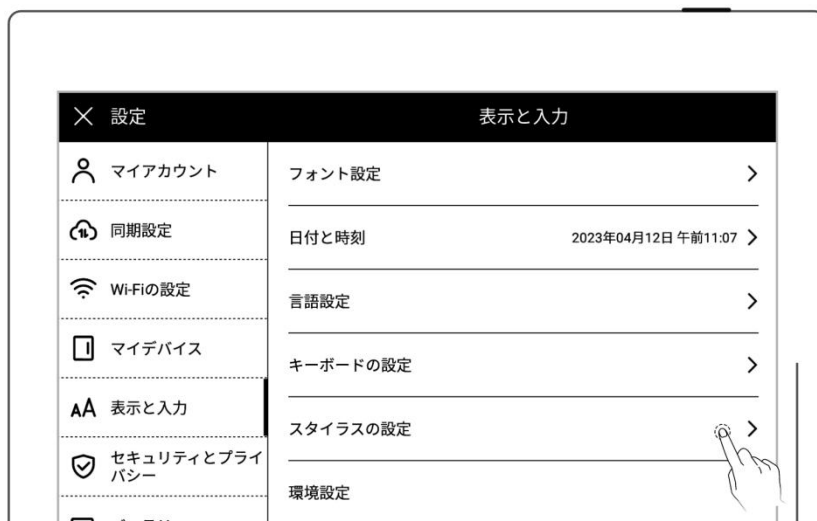 設定
表示と入力
マイアカウント
同期設定
Wi-Fiの設定
マイデバイス
表示と入力
セキュリティとプライ
バシー
フォント設定
日付と時刻 2023年04月12日 午前11:07
言語設定
キーボードの設定
スタイラスの設定
環境設定